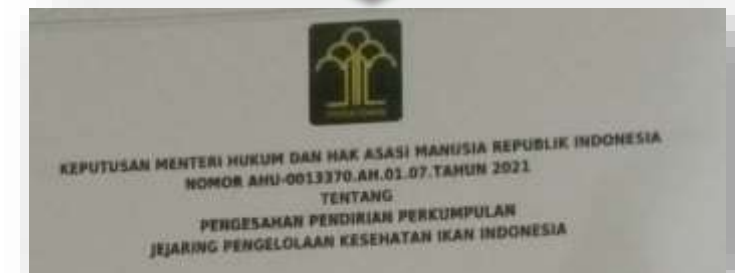 KEPUTUSAN MENTERI HUKUM DAN HAK ASASI MANUSIA REPUBLIK INDONESIA
NOMOR AHU-0013370.AH.01.07.TAHUN 2021
TENTANG
PENGESAHAN PENDIRIAN PERKUMPULAN
JEJARING PENGELOLAAN KESEHATAN IKAN INDONESIA